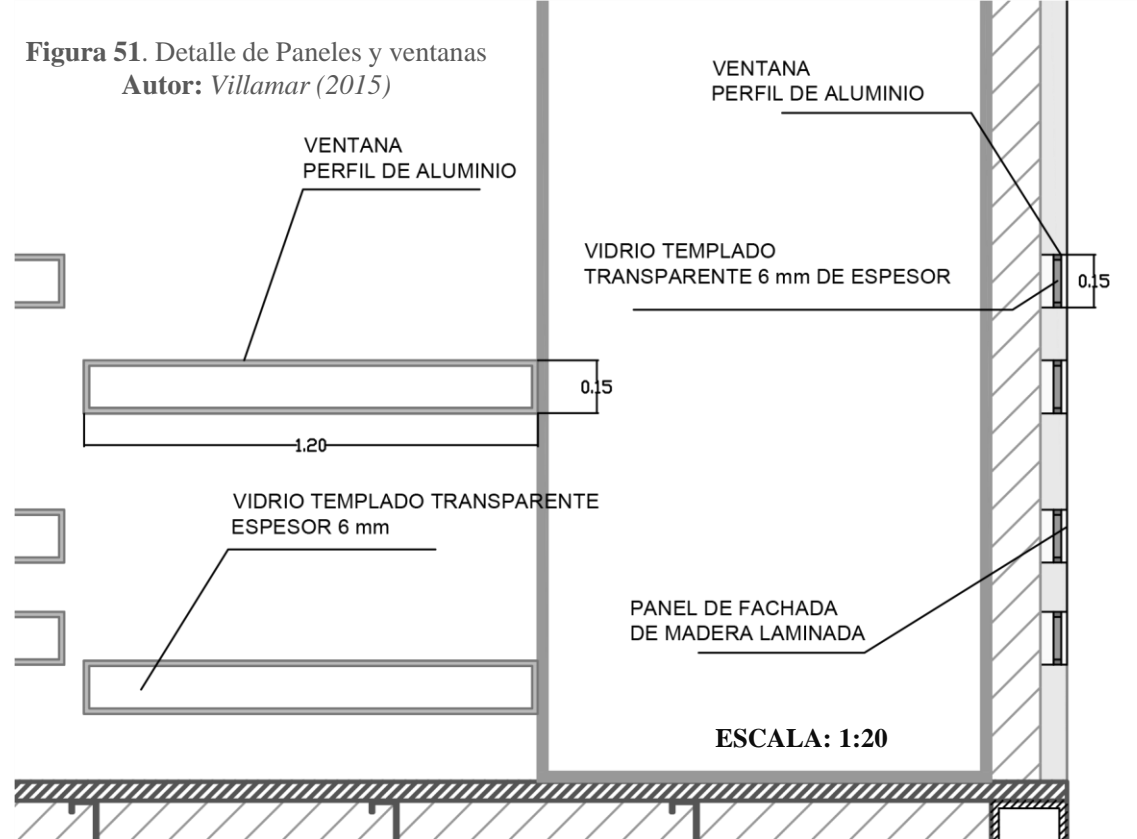 Figura 51. Detalle de Paneles y ventanas
Autor: Villamar (2015)
VENTANA
PERFIL DE ALUMINIO
VENTANA
PERFIL DE ALUMINIO
VIDRIO TEMPLADO
TRANSPARENTE 6 mm DE ESPESOR
0.15
0.15
1.20
VIDRIO TEMPLADO TRANSPARENTE
ESPESOR 6 mm
PANEL DE FACHADA
DE MADERA LAMINADA
ESCALA: 1:20